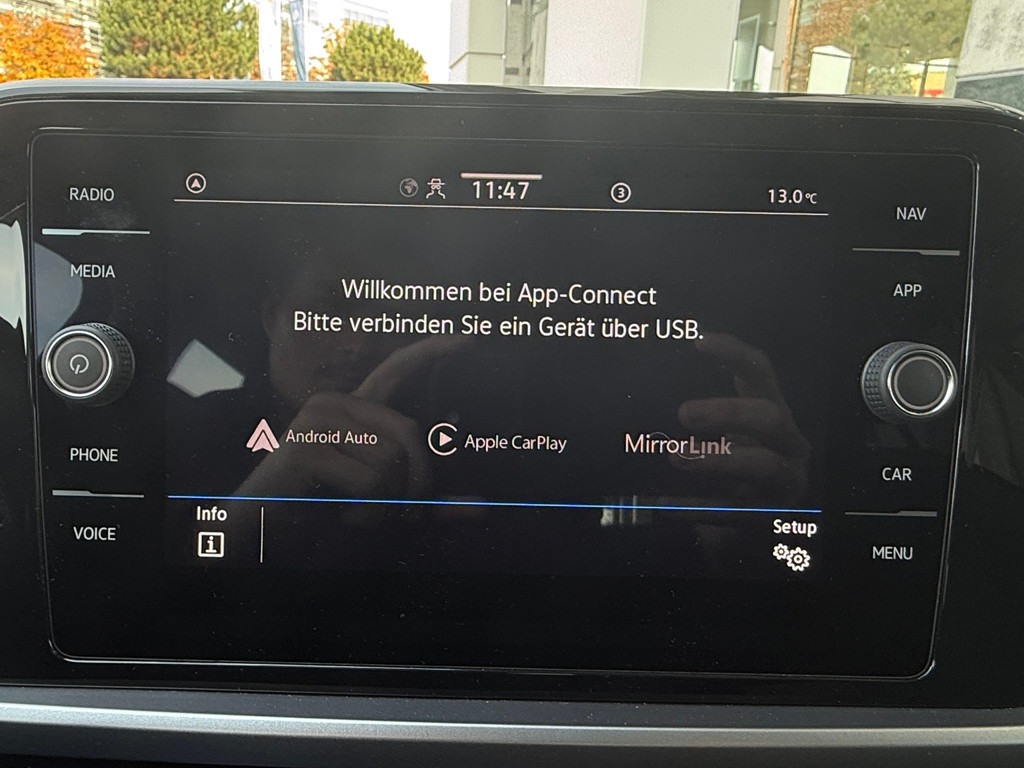 RADIO
MEDIA
PHONE
VOICE
11:47
3
13.0°C
Willkommen bei App-Connect
Bitte verbinden Sie ein Gerät über USB.
Android Auto
Apple CarPlay
MirrorLink
Info
i
Setup
NAV
APP
CAR
MENU